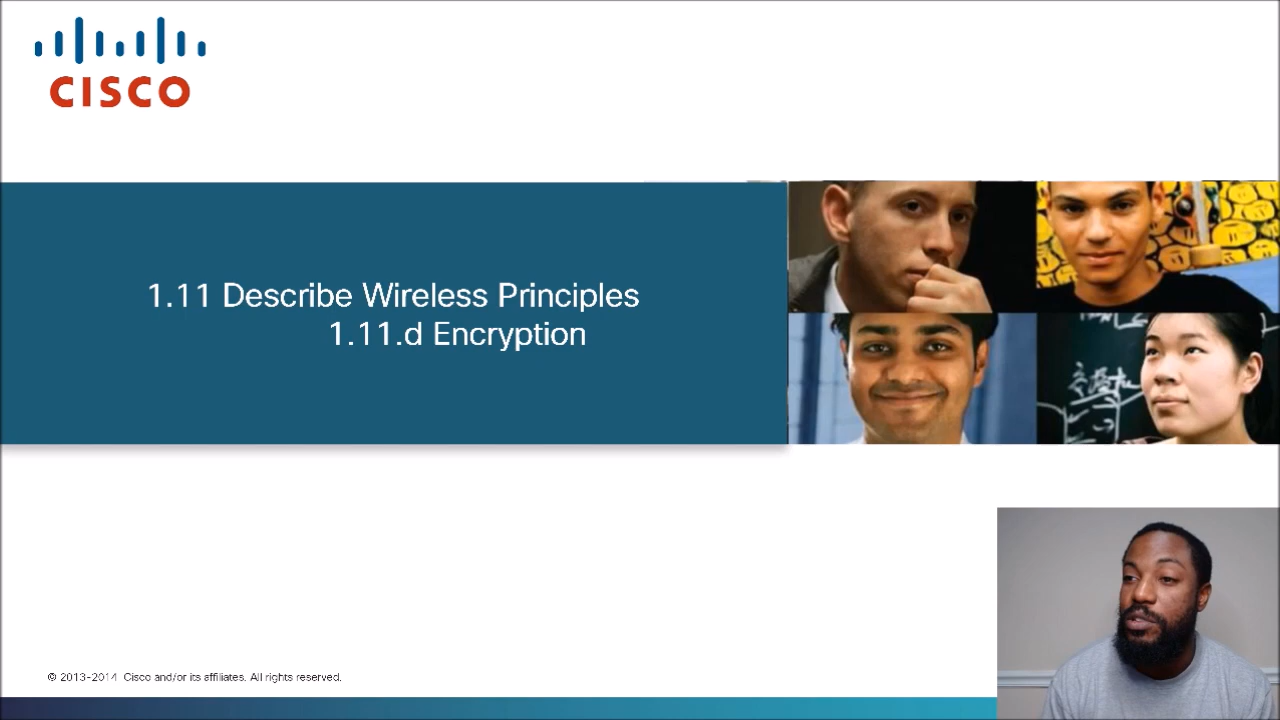 CISCO
1.11 Describe Wireless Principles
1.11.d Encryption
© 2013-2014 Cisco and/or its affiliates. All rights reserved.